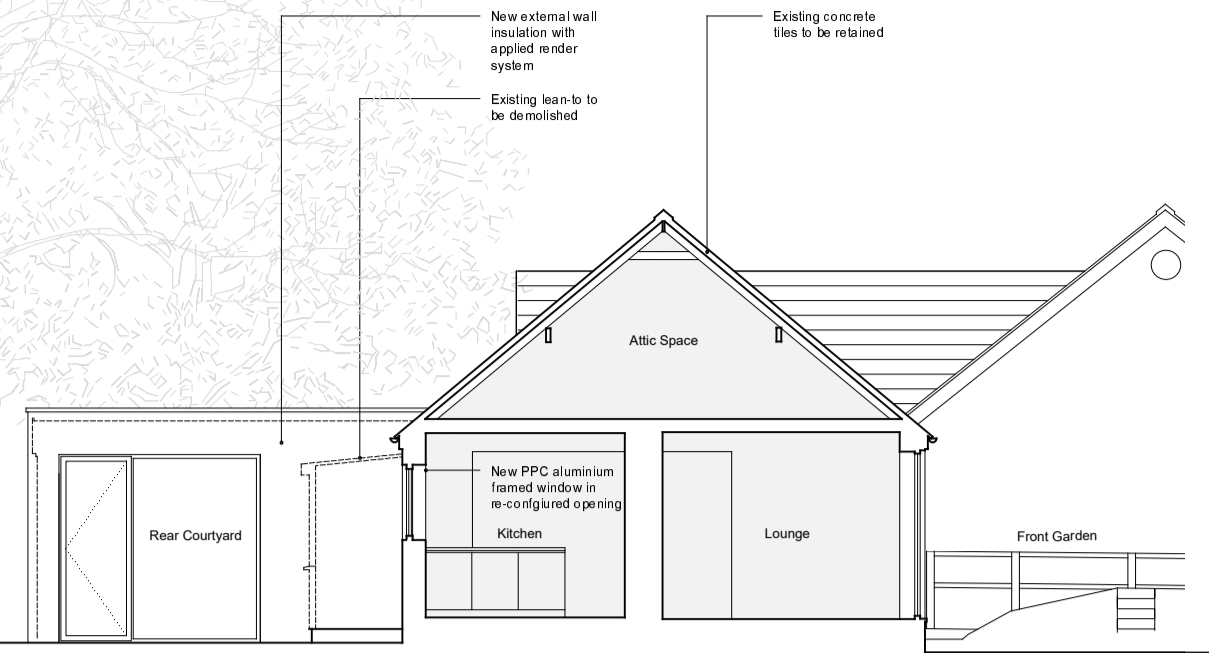 New external wall
insulation with
applied render
system
Existing concrete
tiles to be retained
Existing lean-to to
be demolished
Attic Space
New PPC aluminium
framed window in
re-confgiured opening
Rear Courtyard
Kitchen
Lounge
Front Garden